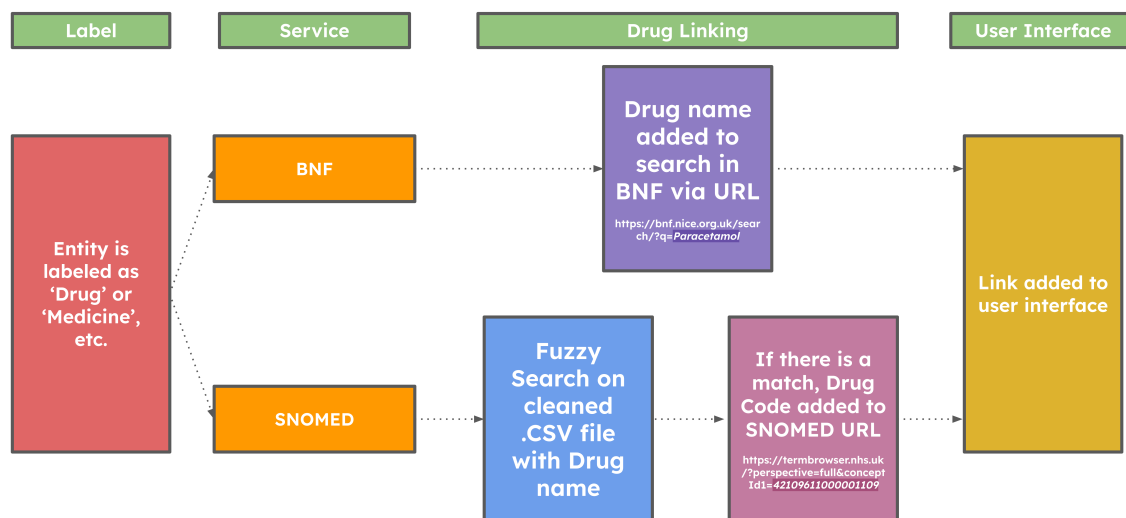 Label
Service
Drug Linking
User Interface
Entity is
labeled as
‘Drug’ or
‘Medicine’,
etc.
BNF
SNOMED
Drug name
added to
search in
BNF via URL
https://bnf.nice.org.uk/sear
ch/?q=Paracetamol
Fuzzy
Search on
cleaned
.CSV file
with Drug
name
If there is a
match, Drug
Code added to
SNOMED URL
https://termbrowser.nhs.uk
/?perspective=full&concept
Id1=42109611000001109
Link added to
user interface